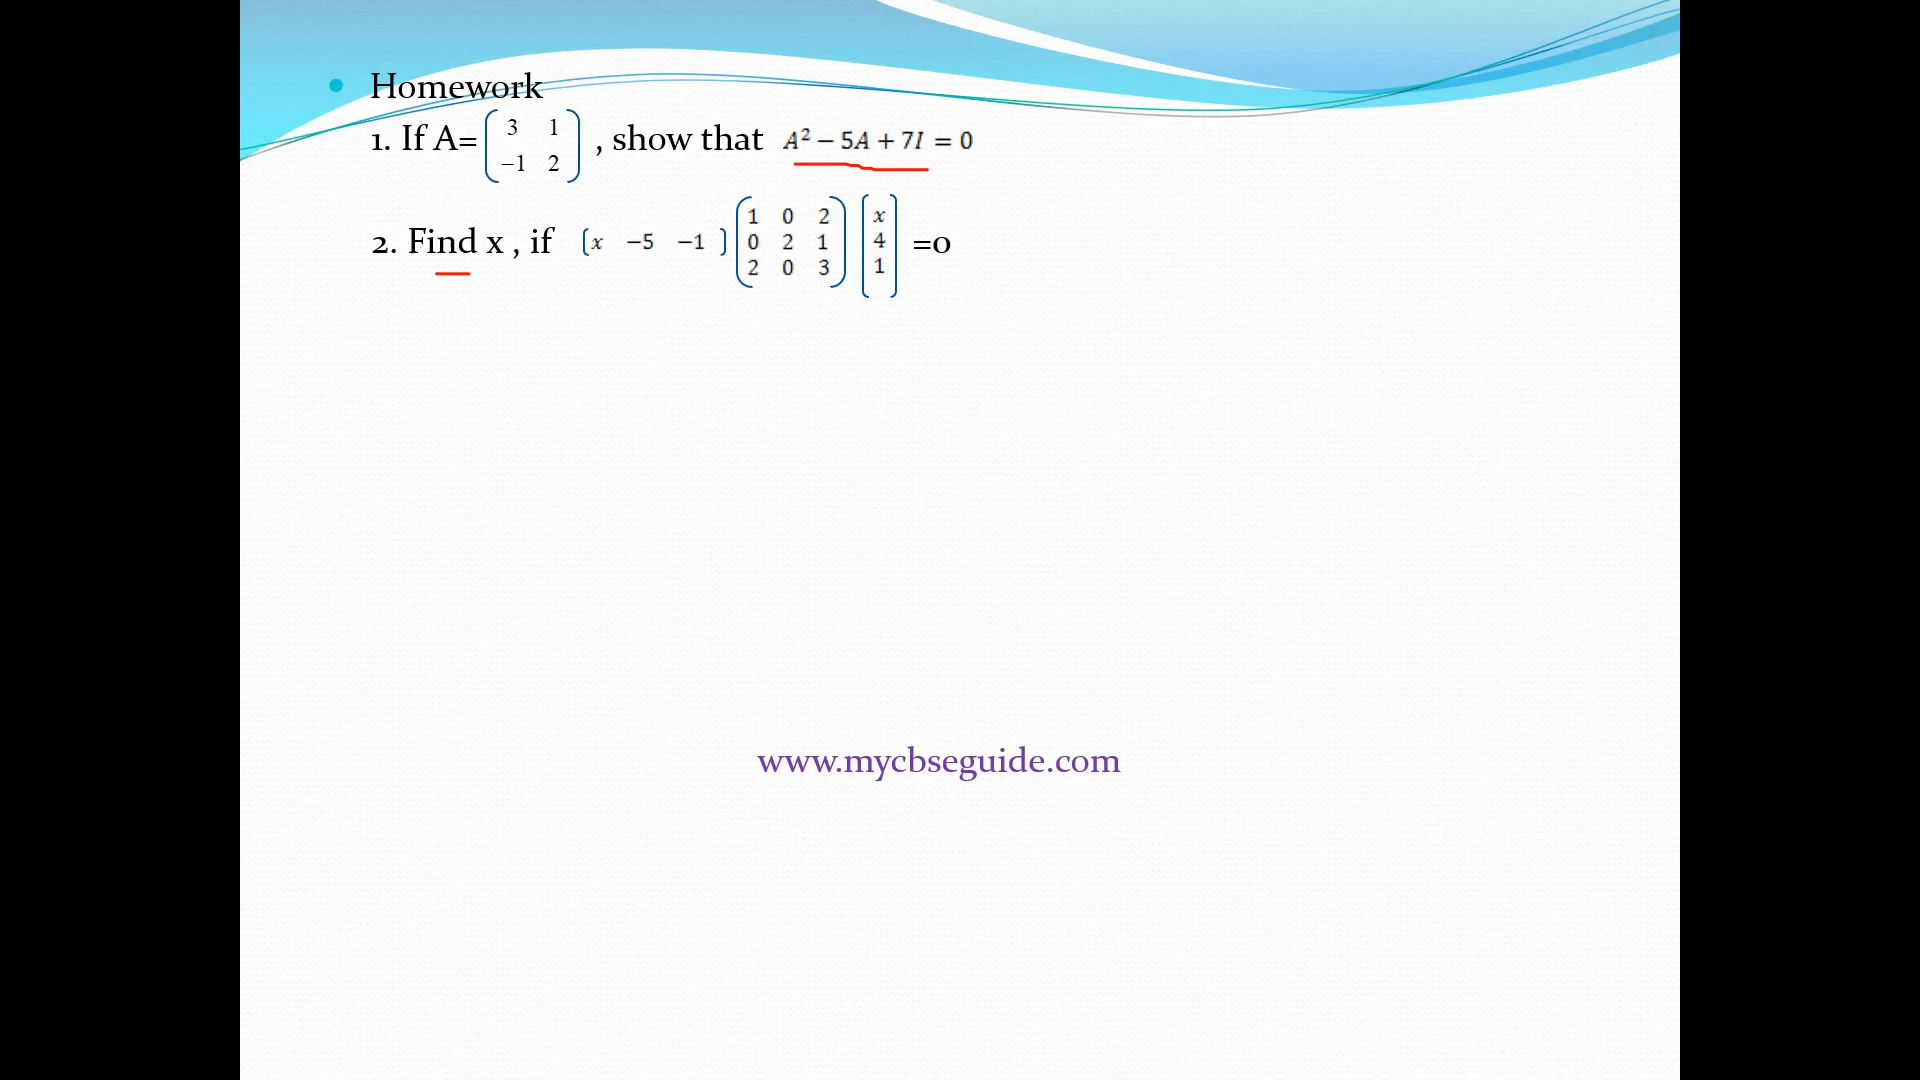 Homework
1. If A= (3 1 −1 2) , show that A² − 5A + 7I = 0
2. Find x , if (x −5 −1) (1 0 2 0 2 1 2 0 3) [x 4 1] =0
www.mycbseguide.com